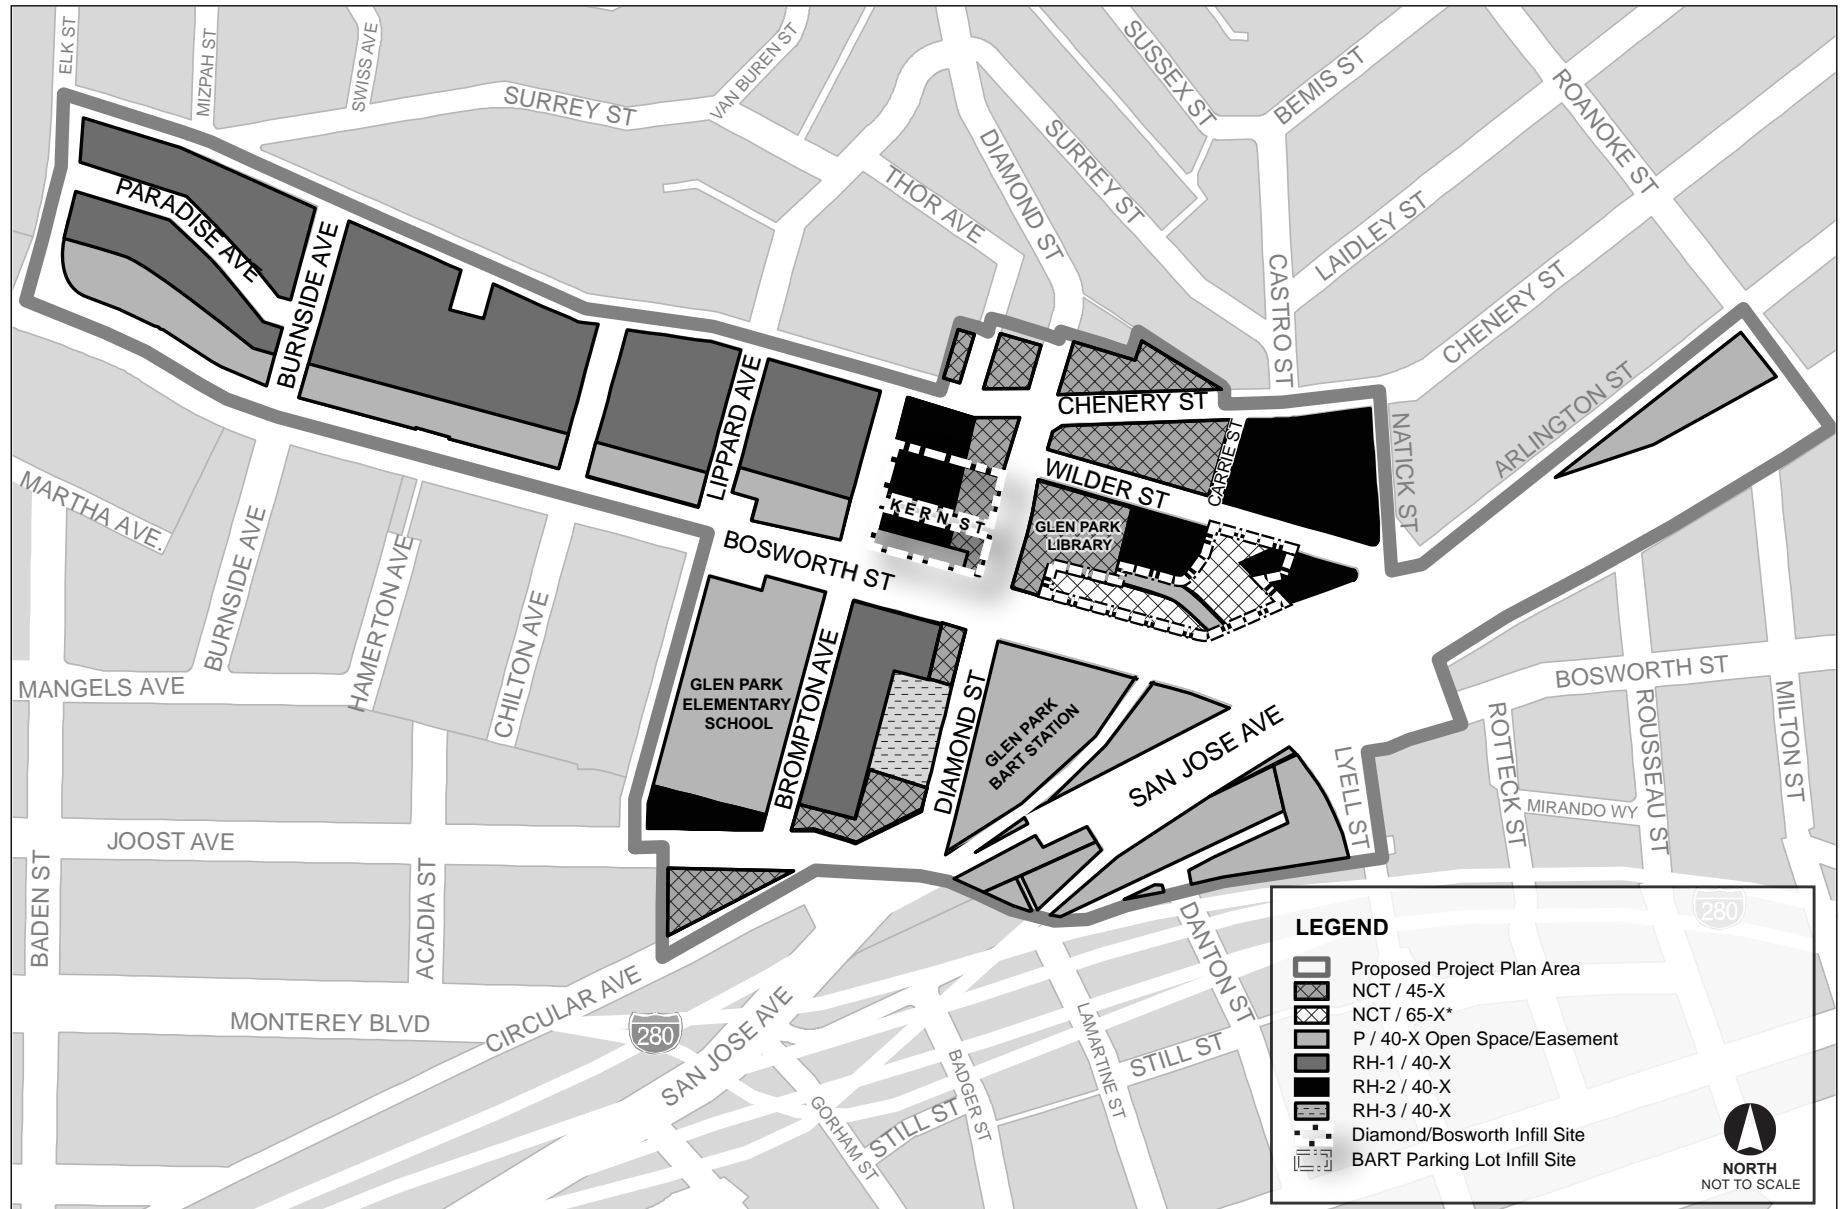 ELK ST
MIZPAH ST
SWISS AVE
SURREY ST
VAN BUREN ST
SUSSEX ST
BEMIS ST
ROANOKE ST
DIAMOND ST
SURREY ST
THOR AVE
LAIDLEY ST
CASTRO ST
CHENERY ST
ARLINGTON ST
NATICK ST
PARADISE AVE
BURNSIDE AVE
LIPPARD AVE
CHENERY ST
CARRIE ST
WILDER ST
KERN ST
GLEN PARK
LIBRARY
BOSWORTH ST
MARTHA AVE.
BURNSIDE AVE
HAMERTON AVE
CHILTON AVE
MANGELS AVE
GLEN PARK
ELEMENTARY
SCHOOL
BROMPTON AVE
DIAMOND ST
GLEN PARK
BART STATION
SAN JOSE AVE
LYELL ST
BOSWORTH ST
ROTTECK ST
ROUSSEAU ST
MILTON ST
MIRANDO WY
JOOST AVE
BADEN ST
ACADIA ST
MONTEREY BLVD
CIRCULAR AVE
280
SAN JOSE AVE
GORHAM ST
STILL ST
BADGER ST
LAMARTINE ST
STILL ST
DANTON ST
280
LEGEND
Proposed Project Plan Area
NCT / 45-X
NCT / 65-X*
P / 40-X Open Space/Easement
RH-1 / 40-X
RH-2 / 40-X
RH-3 / 40-X
Diamond/Bosworth Infill Site
BART Parking Lot Infill Site
NORTH
NOT TO SCALE